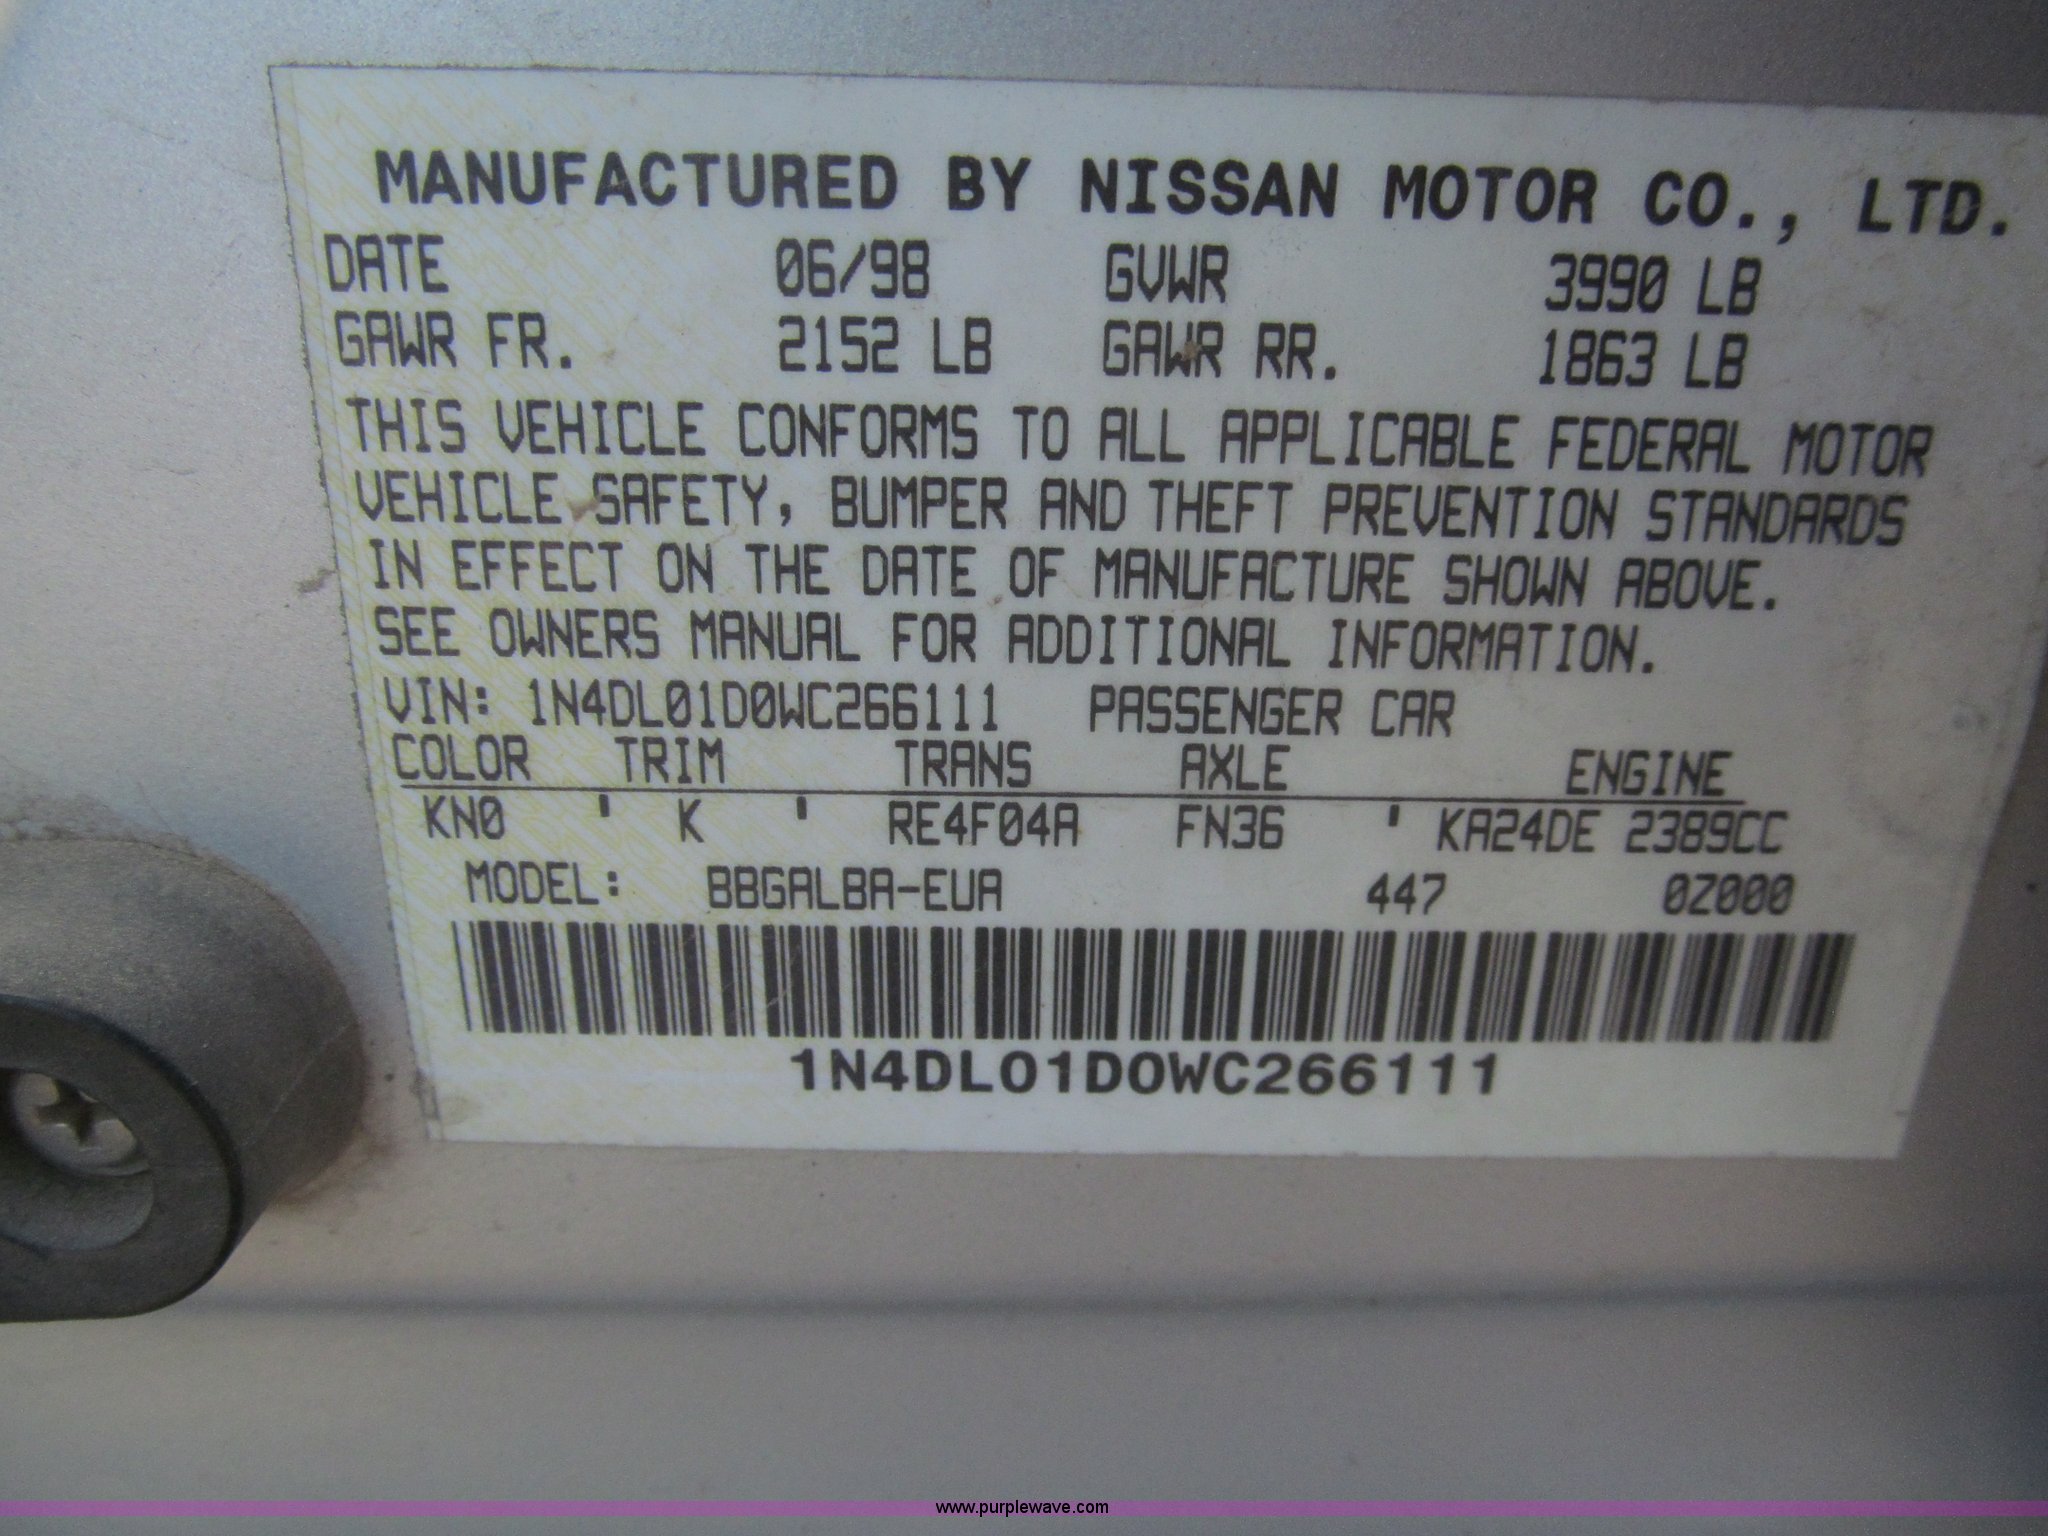 MANUFACTURED BY NISSAN MOTOR CO., LTD.
DATE 06/98 GVWR 3990 LB
GAWR FR. 2152 LB GAWR RR. 1863 LB
THIS VEHICLE CONFORMS TO ALL APPLICABLE FEDERAL MOTOR
VEHICLE SAFETY, BUMPER AND THEFT PREVENTION STANDARDS
IN EFFECT ON THE DATE OF MANUFACTURE SHOWN ABOVE.
SEE OWNERS MANUAL FOR ADDITIONAL INFORMATION.
VIN: 1N4DL01D0WC266111 PASSENGER CAR
COLOR TRIM TRANS AXLE ENGINE
KN0 ' K ' RE4F04A FN36 ' KA24DE 2389CC
MODEL: BBGALBA-EUA 447 0Z000
1N4DL01D0WC266111
www.purplewave.com